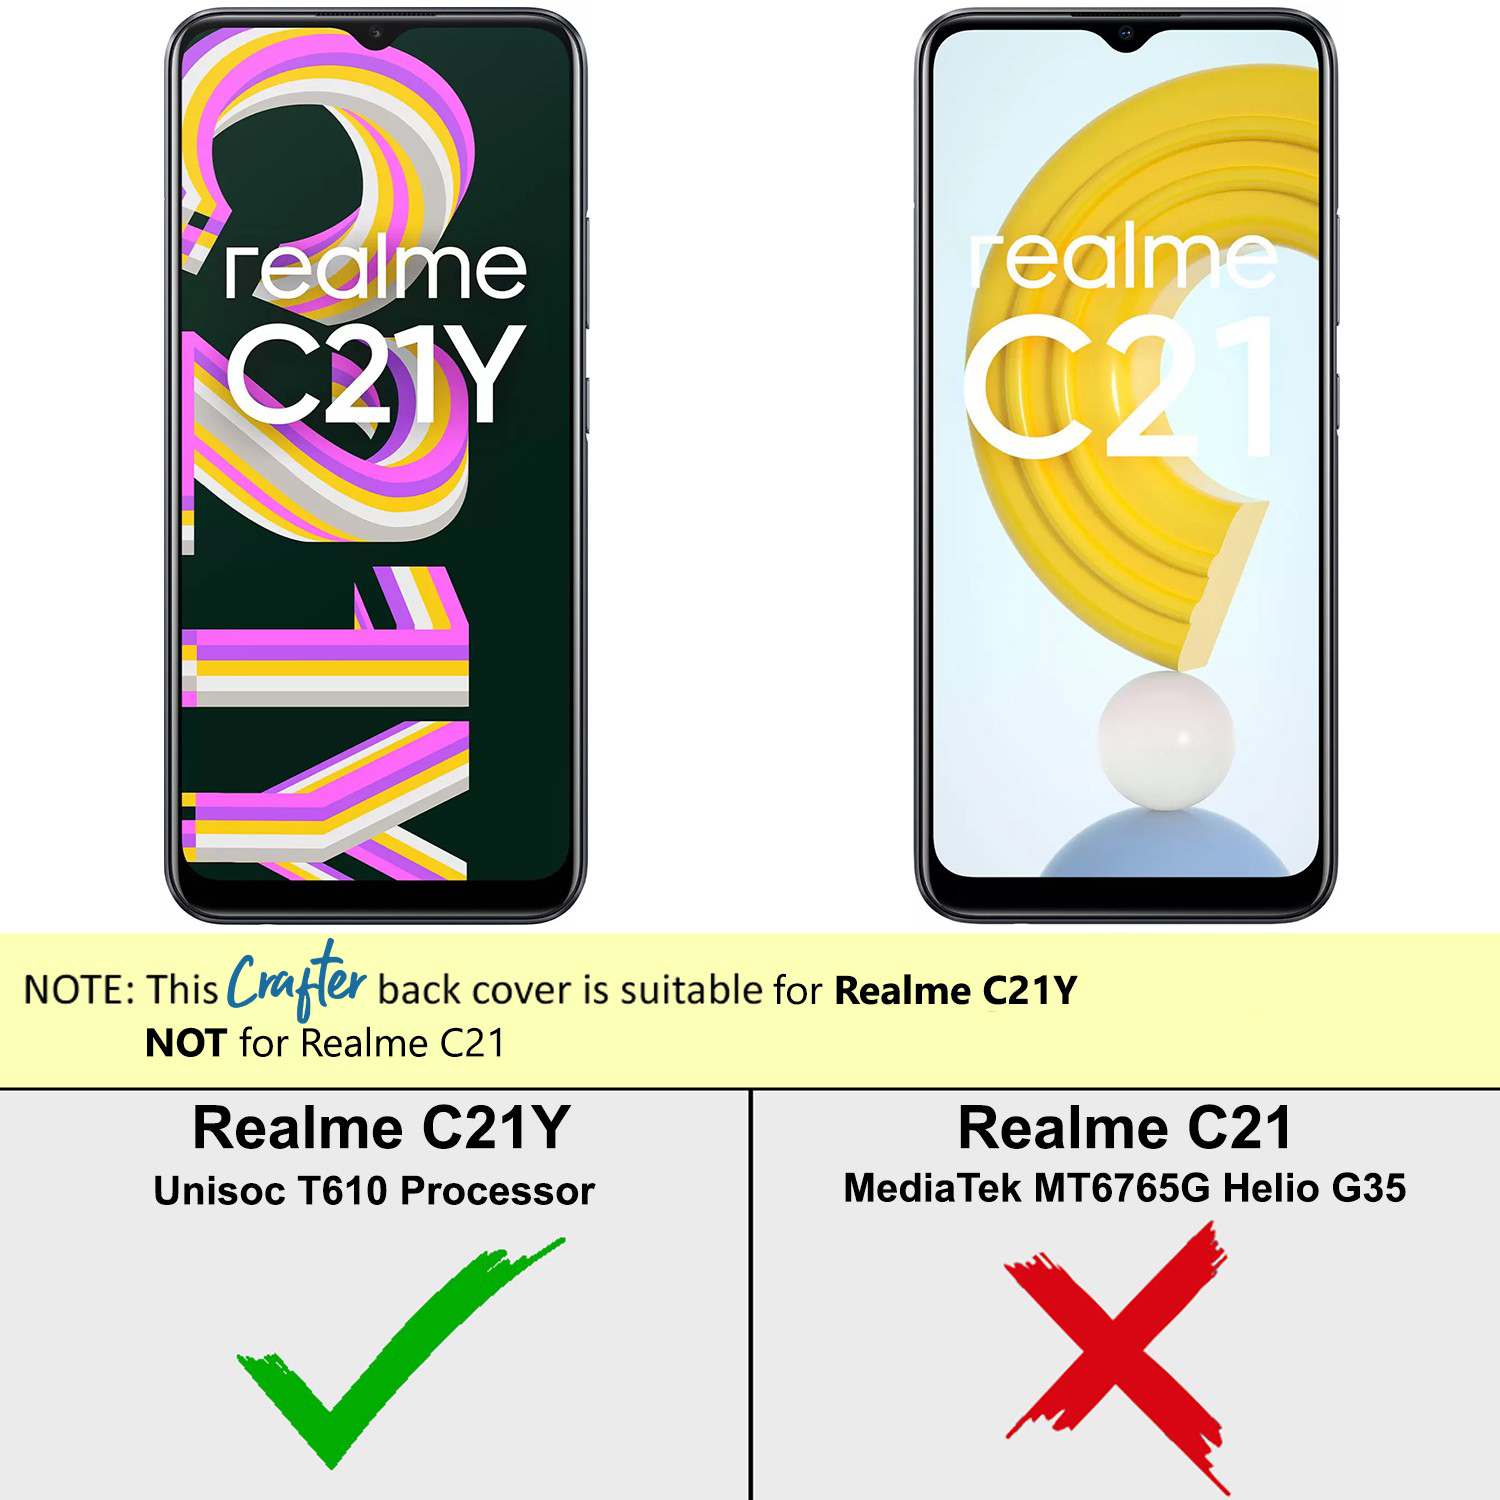 realme
C21Y
realme
C21
NOTE: This Crafter back cover is suitable for Realme C21Y
NOT for Realme C21
Realme C21Y
Unisoc T610 Processor
Realme C21
MediaTek MT6765G Helio G35